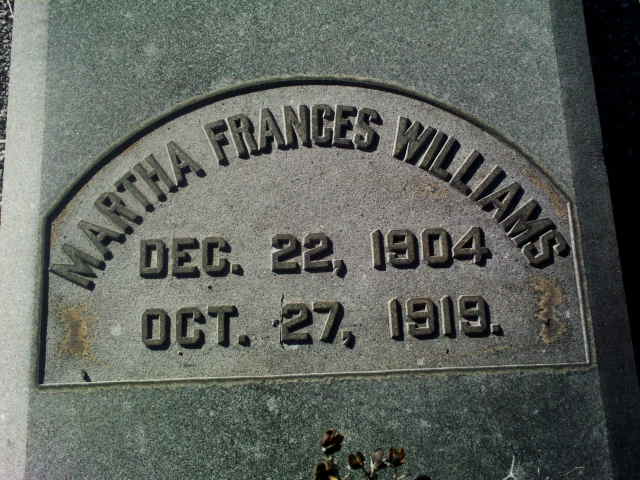 MARTHA FRANCES WILLIAMS
DEC. 22, 1904
OCT. 27, 1919.